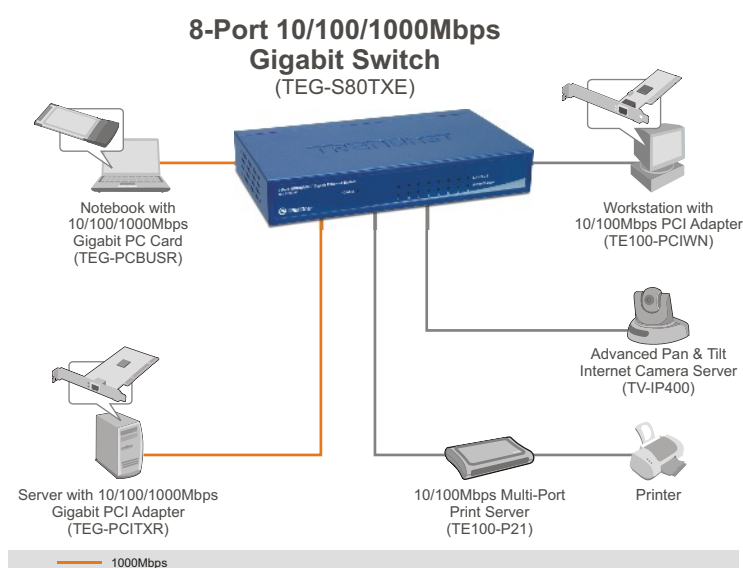 8-Port 10/100/1000Mbps
Gigabit Switch
(TEG-S80TXE)
TRENDNET
Notebook with
10/100/1000Mbps
Gigabit PC Card
(TEG-PCBUSR)
Workstation with
10/100Mbps PCI Adapter
(TE100-PCIWN)
Advanced Pan & Tilt
Internet Camera Server
(TV-IP400)
Server with 10/100/1000Mbps
Gigabit PCI Adapter
(TEG-PCITXR)
10/100Mbps Multi-Port
Print Server
(TE100-P21)
Printer
1000Mbps